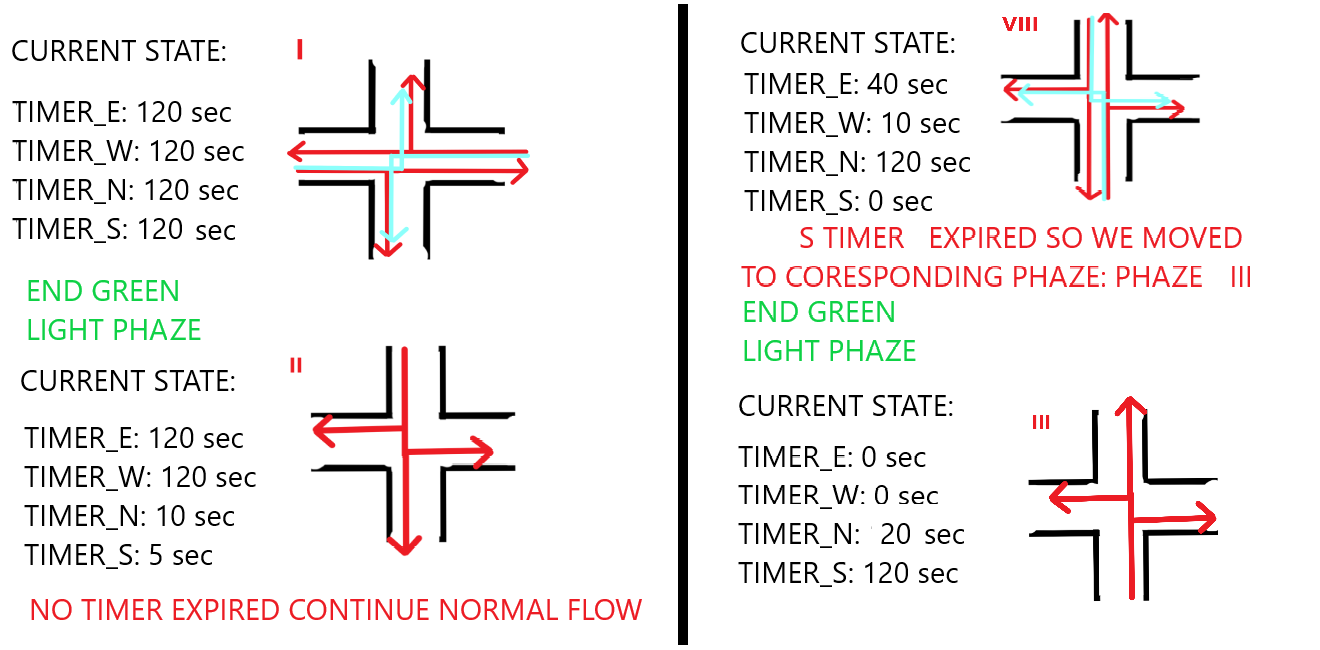 CURRENT STATE:
I
TIMER_E: 120 sec
TIMER_W: 120 sec
TIMER_N: 120 sec
TIMER_S: 120 sec
END GREEN
LIGHT PHAZE
CURRENT STATE:
II
TIMER_E: 120 sec
TIMER_W: 120 sec
TIMER_N: 10 sec
TIMER_S: 5 sec
NO TIMER EXPIRED CONTINUE NORMAL FLOW
CURRENT STATE:
VIII
TIMER_E: 40 sec
TIMER_W: 10 sec
TIMER_N: 120 sec
TIMER_S: 0 sec
S TIMER EXPIRED SO WE MOVED
TO CORESPONDING PHAZE: PHAZE III
END GREEN
LIGHT PHAZE
CURRENT STATE:
III
TIMER_E: 0 sec
TIMER_W: 0 sec
TIMER_N: 20 sec
TIMER_S: 120 sec